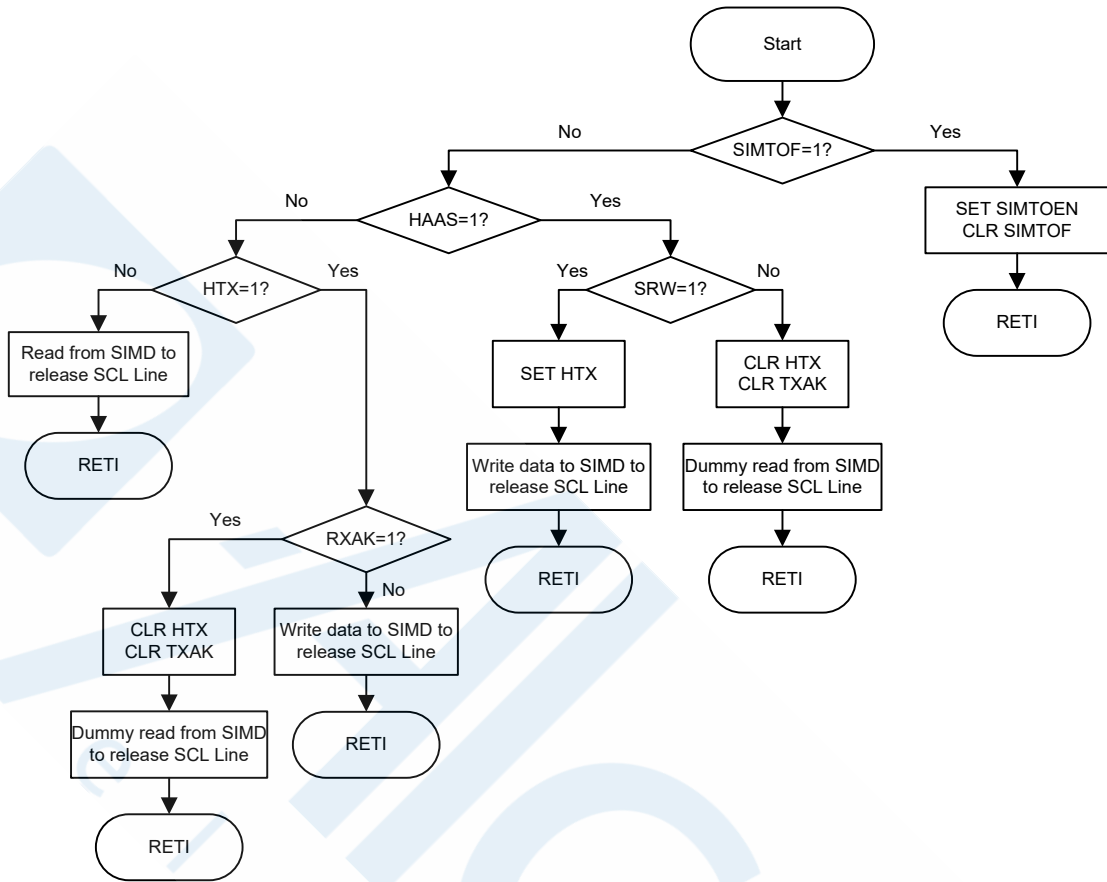 Start
No
Yes
SIMTOF=1?
No
Yes
HAAS=1?
SET SIMTOEN
CLR SIMTOF
No
Yes
HTX=1?
Yes
No
SRW=1?
RETI
Read from SIMD to
release SCL Line
SET HTX
CLR HTX
CLR TXAK
RETI
Write data to SIMD to
release SCL Line
Dummy read from SIMD
to release SCL Line
Yes
RXAK=1?
RETI
RETI
No
CLR HTX
CLR TXAK
Write data to SIMD to
release SCL Line
Dummy read from SIMD
to release SCL Line
RETI
RETI